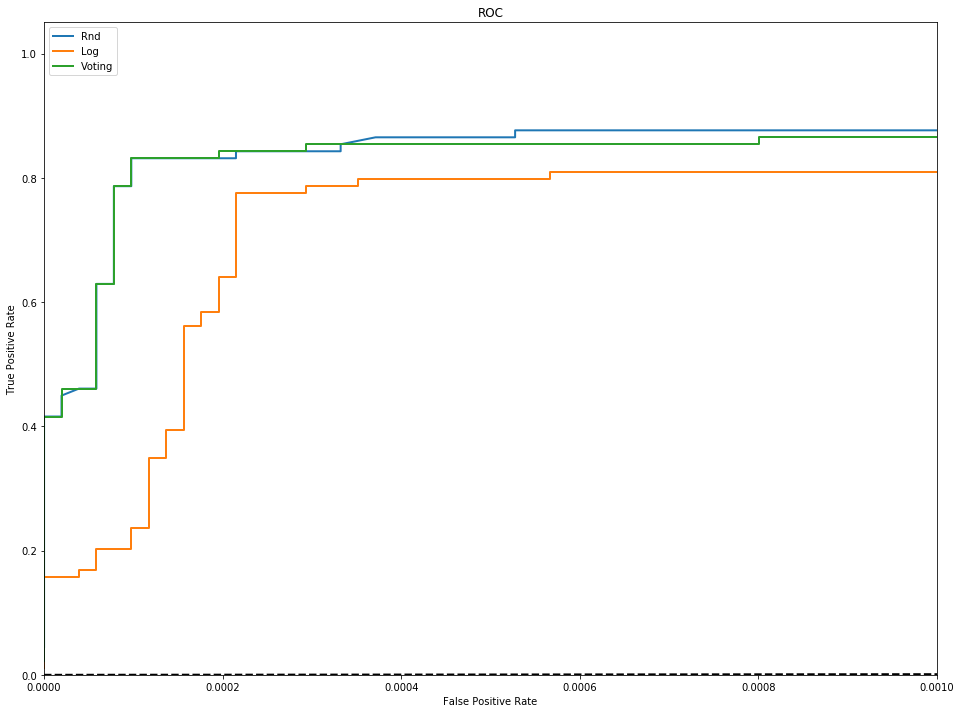 ROC
Rnd
Log
Voting
1.0
0.8
0.6
0.4
0.2
0.0
True Positive Rate
0.0000 0.0002 0.0004 0.0006 0.0008 0.0010
False Positive Rate